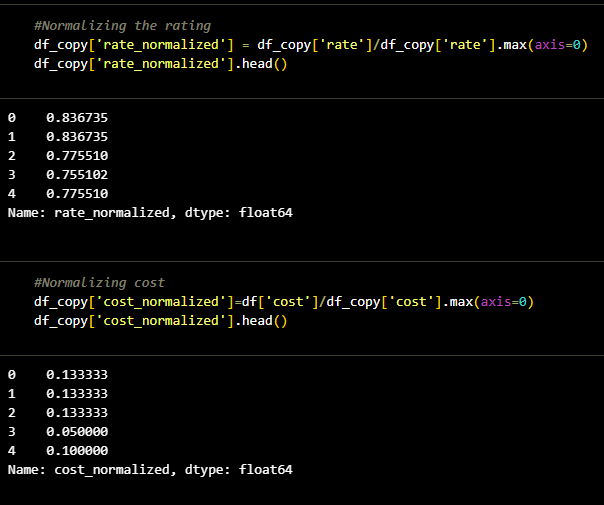 #Normalizing the rating
df_copy['rate_normalized'] = df_copy['rate']/df_copy['rate'].max(axis=0)
df_copy['rate_normalized'].head()
0    0.836735
1    0.836735
2    0.775510
3    0.755102
4    0.775510
Name: rate_normalized, dtype: float64
#Normalizing cost
df_copy['cost_normalized']=df['cost']/df_copy['cost'].max(axis=0)
df_copy['cost_normalized'].head()
0    0.133333
1    0.133333
2    0.133333
3    0.050000
4    0.100000
Name: cost_normalized, dtype: float64